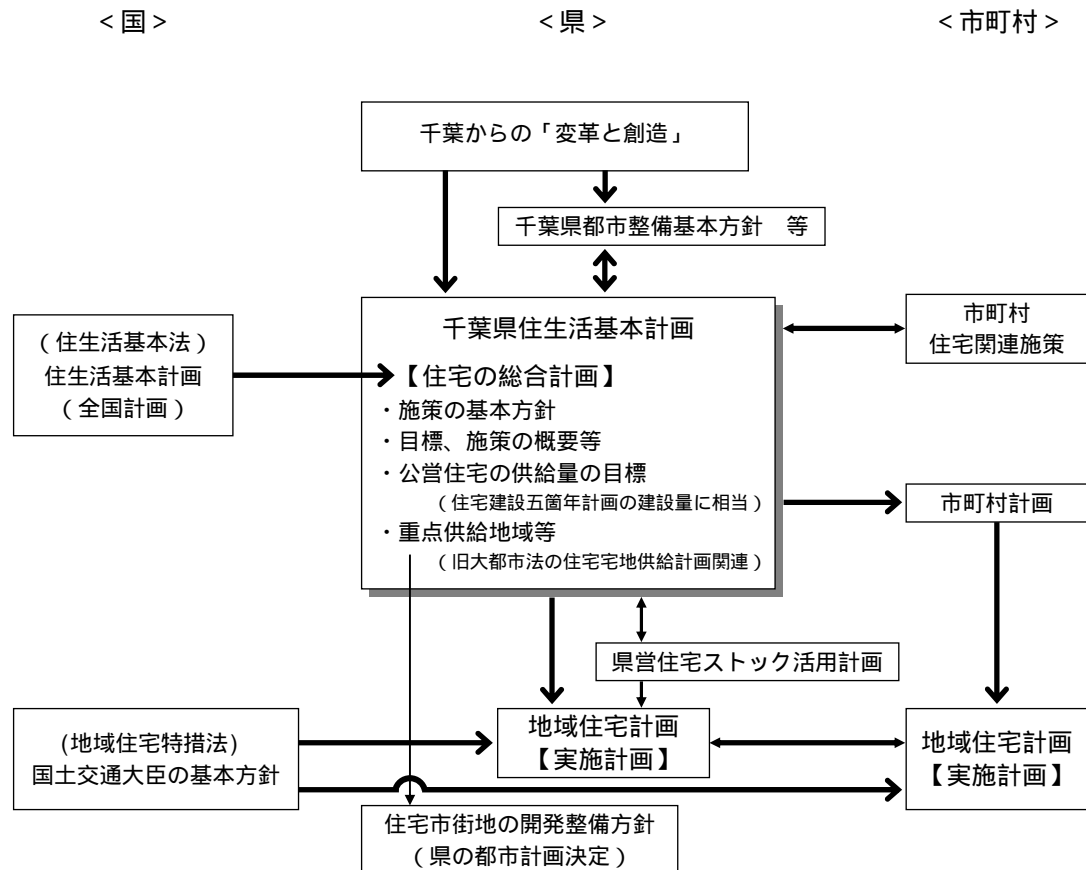 ＜国＞
＜県＞
＜市町村＞
千葉からの「変革と創造」
千葉県都市整備基本方針　等
（住生活基本法）
住生活基本計画
（全国計画）
千葉県住生活基本計画
【住宅の総合計画】
・施策の基本方針
・目標、施策の概要等
・公営住宅の供給量の目標
（住宅建設五箇年計画の建設量に相当）
・重点供給地域等
（旧大都市法の住宅宅地供給計画関連）
市町村
住宅関連施策
市町村計画
県営住宅ストック活用計画
(地域住宅特措法)
国土交通大臣の基本方針
地域住宅計画
【実施計画】
地域住宅計画
【実施計画】
住宅市街地の開発整備方針
（県の都市計画決定）